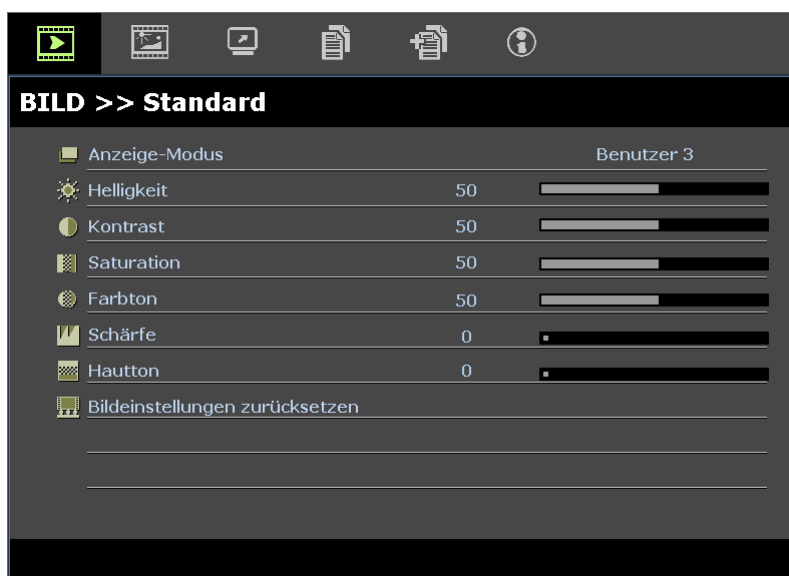 BILD >> Standard
Anzeige-Modus Benutzer 3
Helligkeit 50
Kontrast 50
Saturation 50
Farbton 50
Schärfe 0
Hautton 0
Bildeinstellungen zurücksetzen